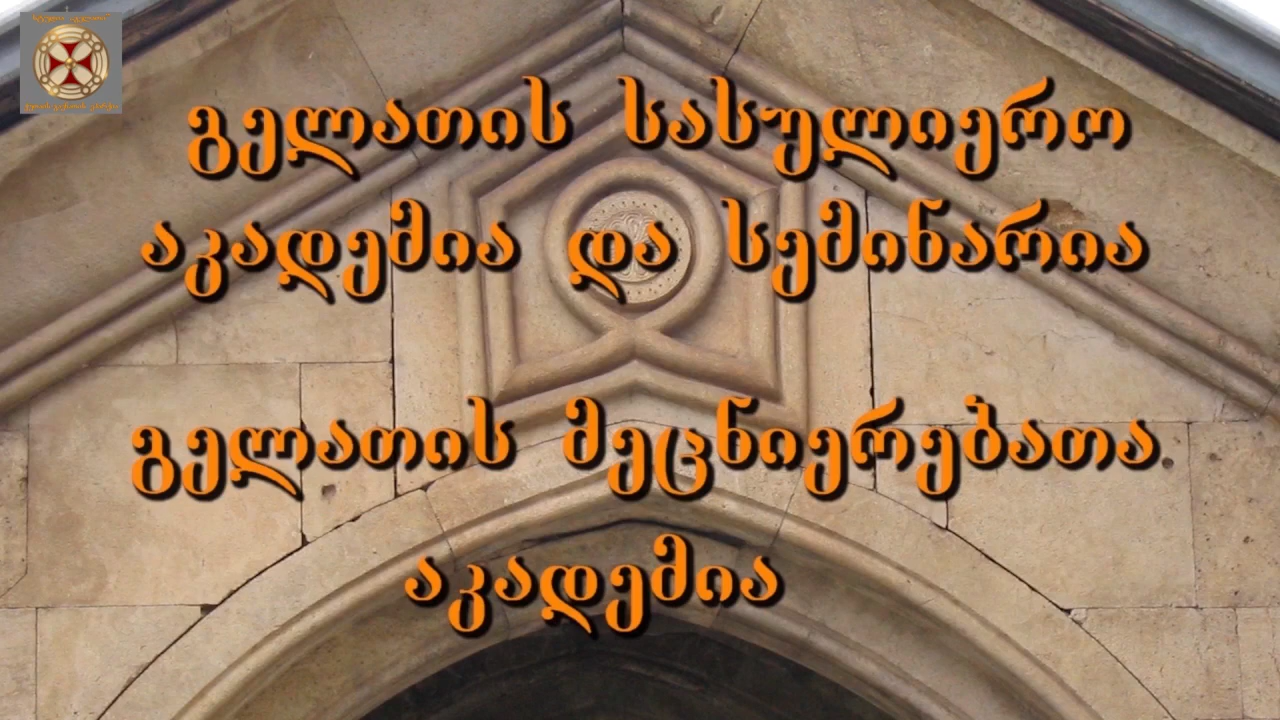 გელათის სასულიერო
აკადემია და სემინარია
გელათის მეცნიერებათა
აკადემია